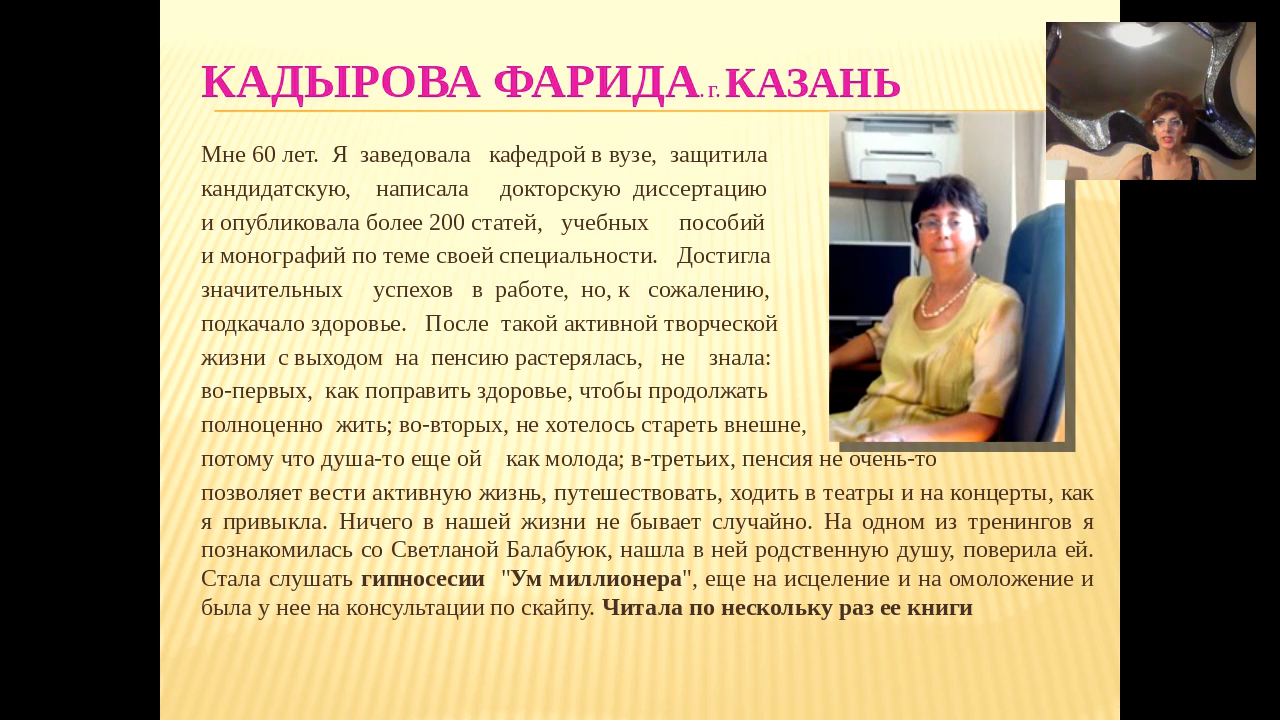 КАДЫРОВА ФАРИДА. г. КАЗАНЬ
Мне 60 лет. Я заведовала кафедрой в вузе, защитила
кандидатскую, написала докторскую диссертацию
и опубликовала более 200 статей, учебных пособий
и монографий по теме своей специальности. Достигла
значительных успехов в работе, но, к сожалению,
подкачало здоровье. После такой активной творческой
жизни с выходом на пенсию растерялась, не знала:
во-первых, как поправить здоровье, чтобы продолжать
полноценно жить; во-вторых, не хотелось стареть внешне,
потому что душа-то еще ой как молода; в-третьих, пенсия не очень-то
позволяет вести активную жизнь, путешествовать, ходить в театры и на концерты, как
я привыкла. Ничего в нашей жизни не бывает случайно. На одном из тренингов я
познакомилась со Светланой Балабуюк, нашла в ней родственную душу, поверила ей.
Стала слушать гипносесии "Ум миллионера", еще на исцеление и на омоложение и
была у нее на консультации по скайпу. Читала по нескольку раз ее книги